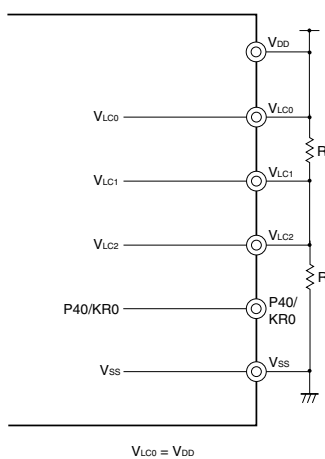 VDD
VLC0 VLC0
R
VLC1 VLC1
VLC2 VLC2
R
P40/KR0 P40/
KR0
VSS VSS
VLC0 = VDD